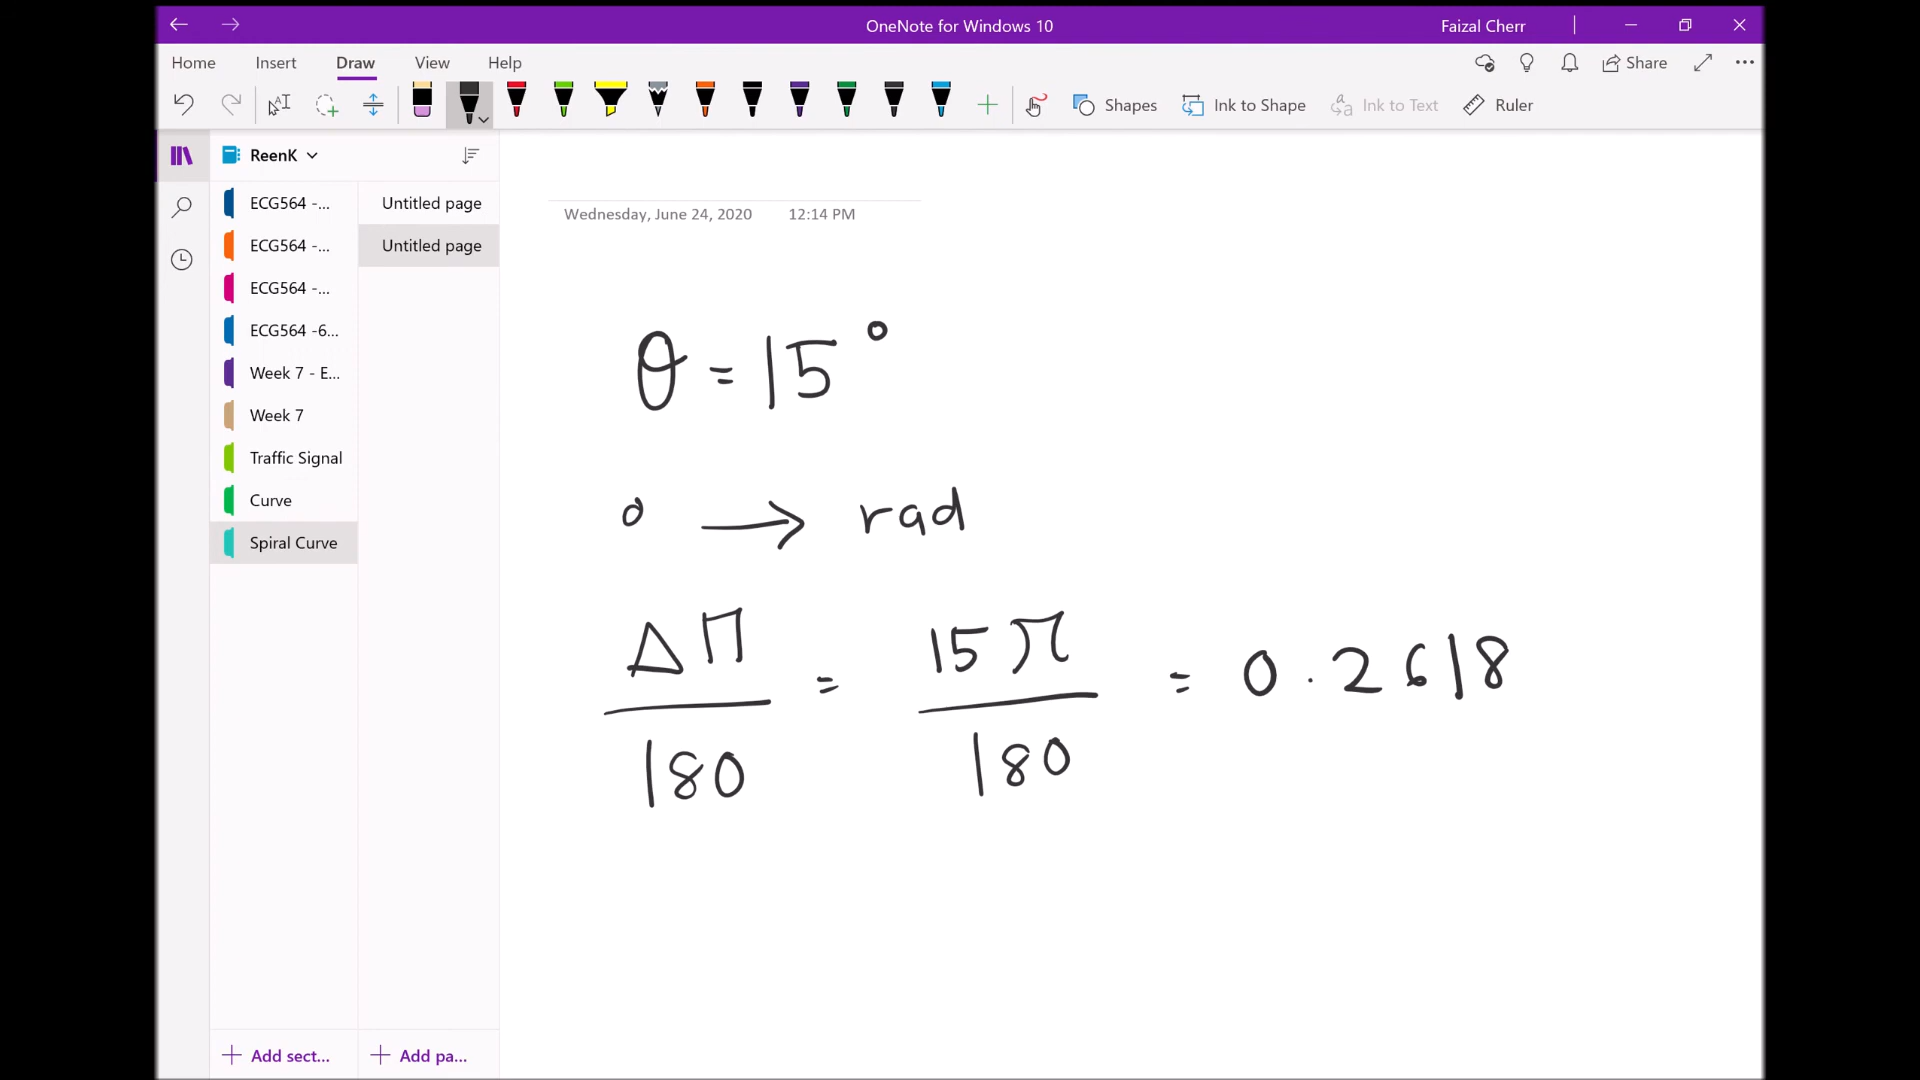 OneNote for Windows 10
Faizal Cherr
Home Insert Draw View Help
Share
Shapes Ink to Shape Ink to Text Ruler
ReenK
ECG564 -...
ECG564 -...
ECG564 -...
ECG564 -6...
Week 7 - E...
Week 7
Traffic Signal
Curve
Spiral Curve
Add sect...
Untitled page
Untitled page
Add pa...
Wednesday, June 24, 2020 12:14 PM
θ = 15°
° → rad
Δπ/180 = 15π/180 = 0.2618